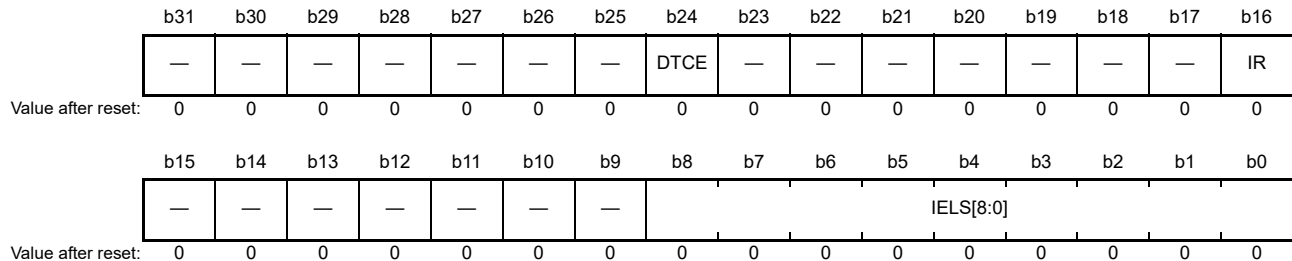 b31 b30 b29 b28 b27 b26 b25 b24 b23 b22 b21 b20 b19 b18 b17 b16
— — — — — — — DTCE — — — — — — — IR
Value after reset: 0 0 0 0 0 0 0 0 0 0 0 0 0 0 0 0
b15 b14 b13 b12 b11 b10 b9 b8 b7 b6 b5 b4 b3 b2 b1 b0
— — — — — — — IELS[8:0]
Value after reset: 0 0 0 0 0 0 0 0 0 0 0 0 0 0 0 0